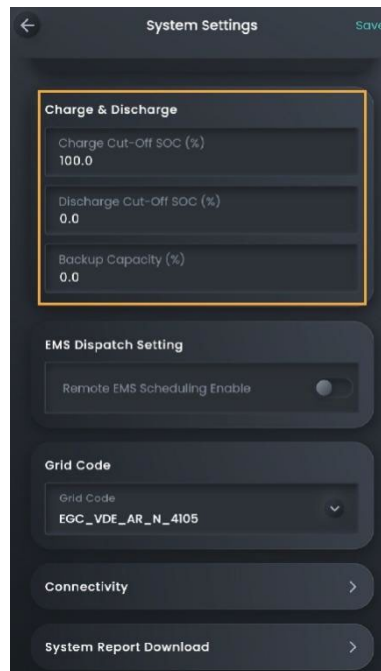 System Settings
Save
Charge & Discharge
Charge Cut-Off SOC (%)
100.0
Discharge Cut-Off SOC (%)
0.0
Backup Capacity (%)
0.0
EMS Dispatch Setting
Remote EMS Scheduling Enable
Grid Code
Grid Code
EGC_VDE_AR_N_4105
Connectivity
System Report Download